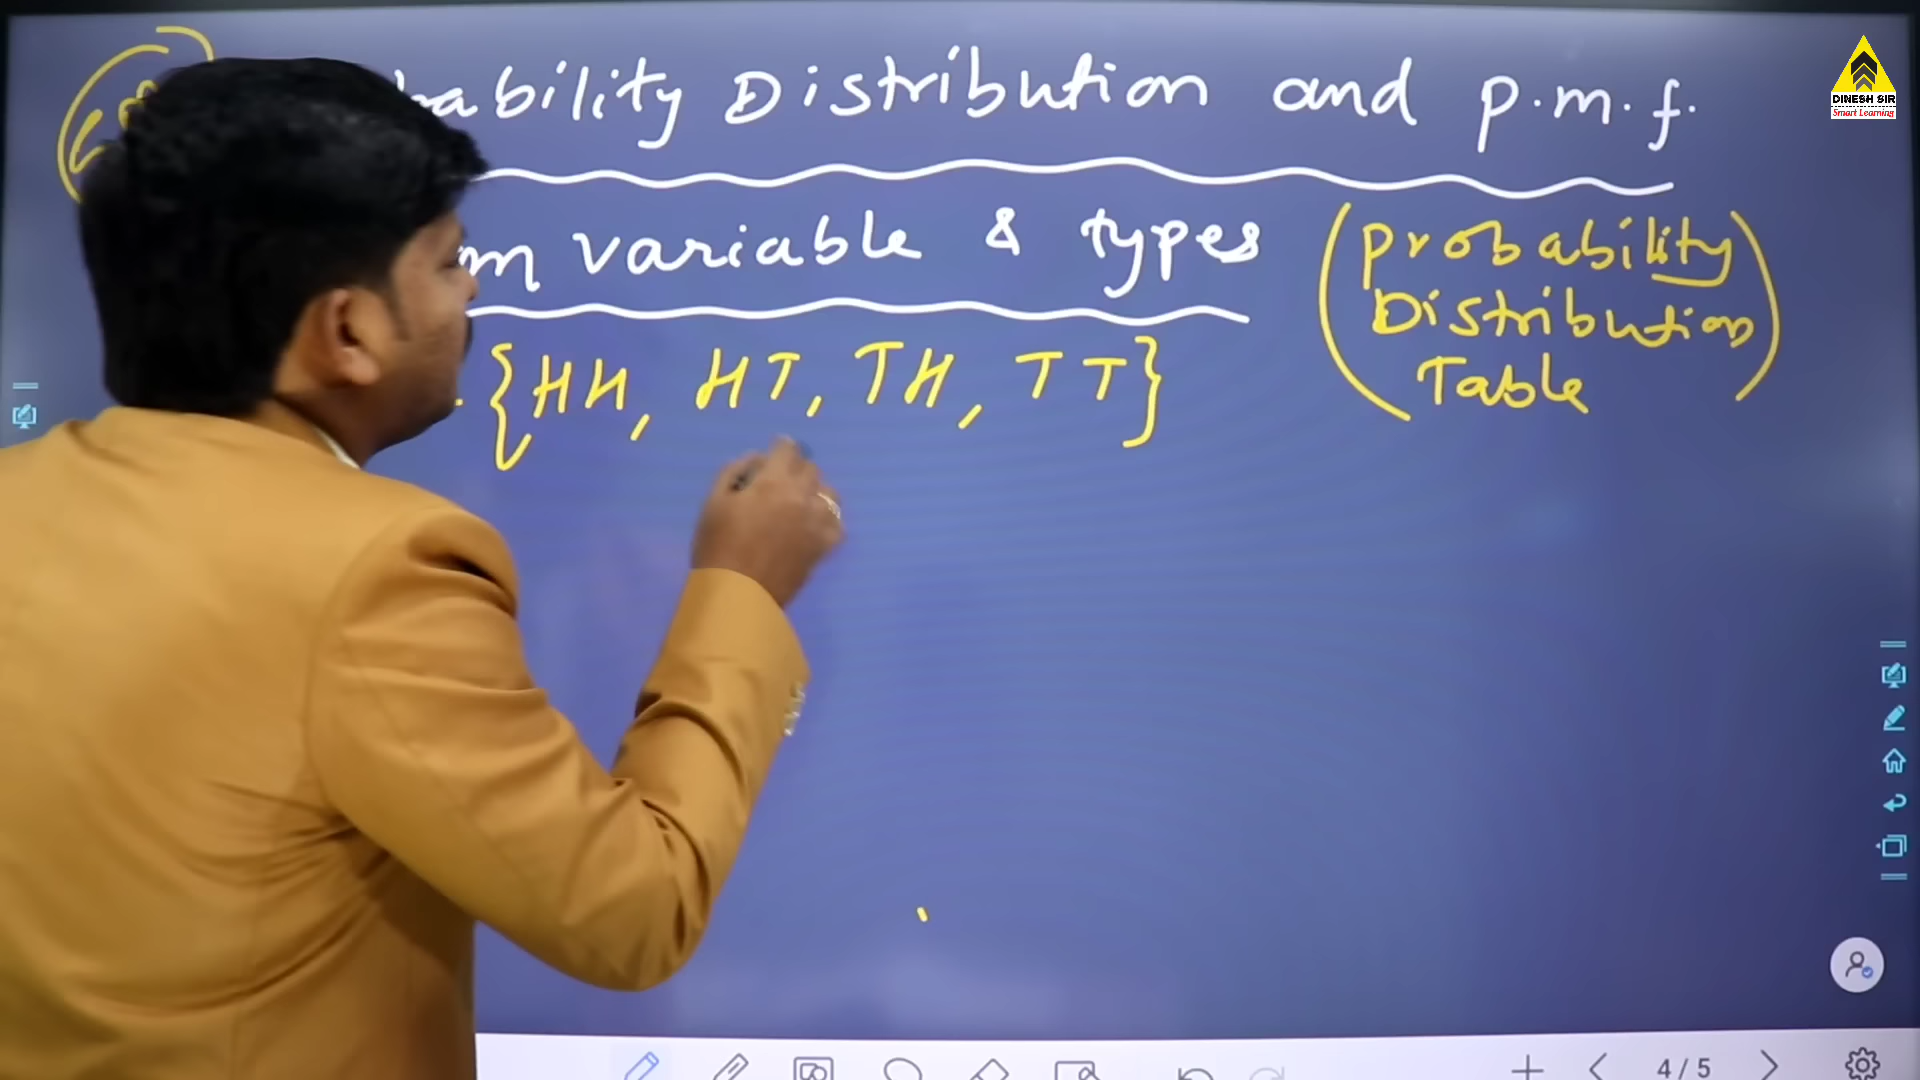 bability Distribution and p.m.f.
m variable & types
(Probability
Distribution
Table)
{HH, HT, TH, TT}
DINESH SIR
Smart Learning
4/5